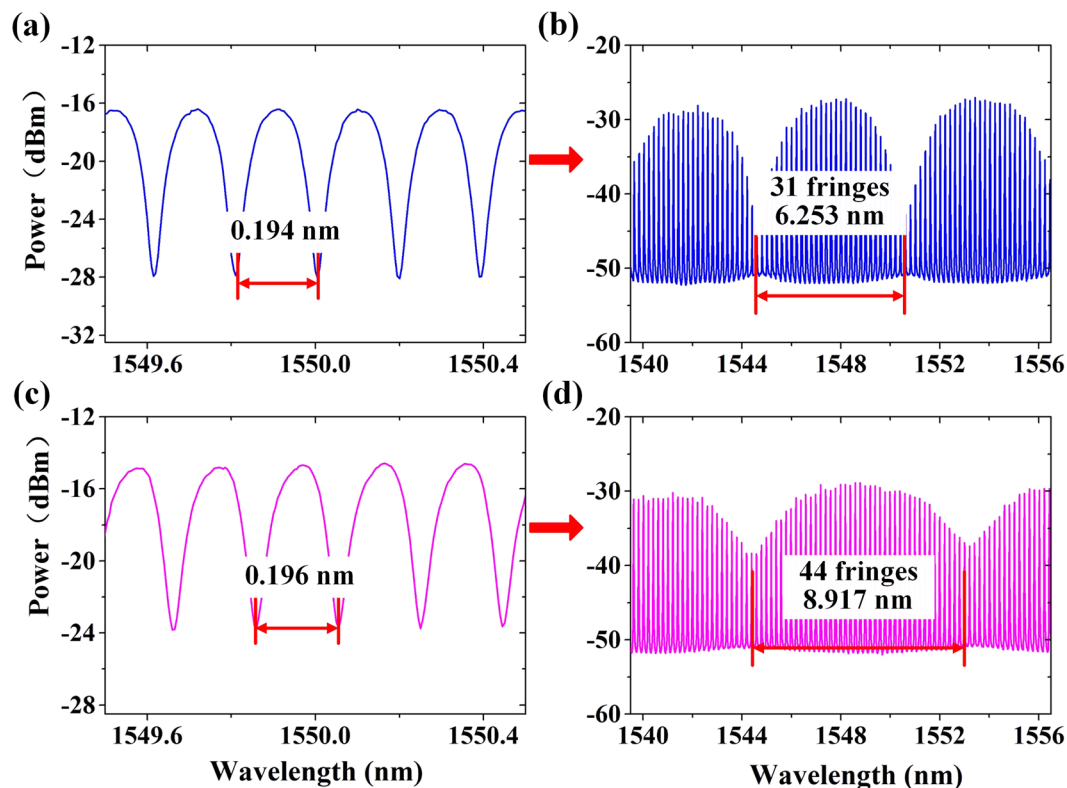 (a)
-12
-16
-20
-24
-28
-32
Power (dBm)
0.194 nm
1549.6
1550.0
1550.4
(b)
-20
-30
-40
-50
-60
31 fringes
6.253 nm
1540
1544
1548
1552
1556
(c)
-12
-16
-20
-24
-28
Power (dBm)
0.196 nm
1549.6
1550.0
1550.4
Wavelength (nm)
(d)
-20
-30
-40
-50
-60
44 fringes
8.917 nm
1540
1544
1548
1552
1556
Wavelength (nm)